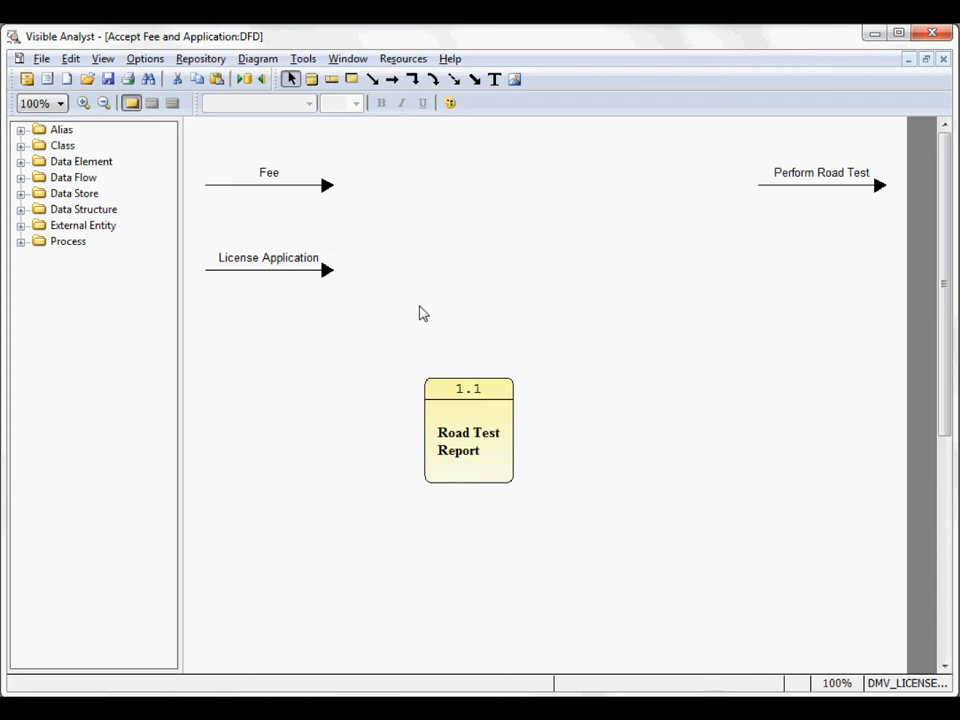 Visible Analyst - [Accept Fee and Application:DFD]
File Edit View Options Repository Diagram Tools Window Resources Help
T
100% B I U
Alias
Class
Data Element
Data Flow
Data Store
Data Structure
External Entity
Process
Fee
Perform Road Test
License Application
1.1
Road Test
Report
100% DMV_LICENSE...